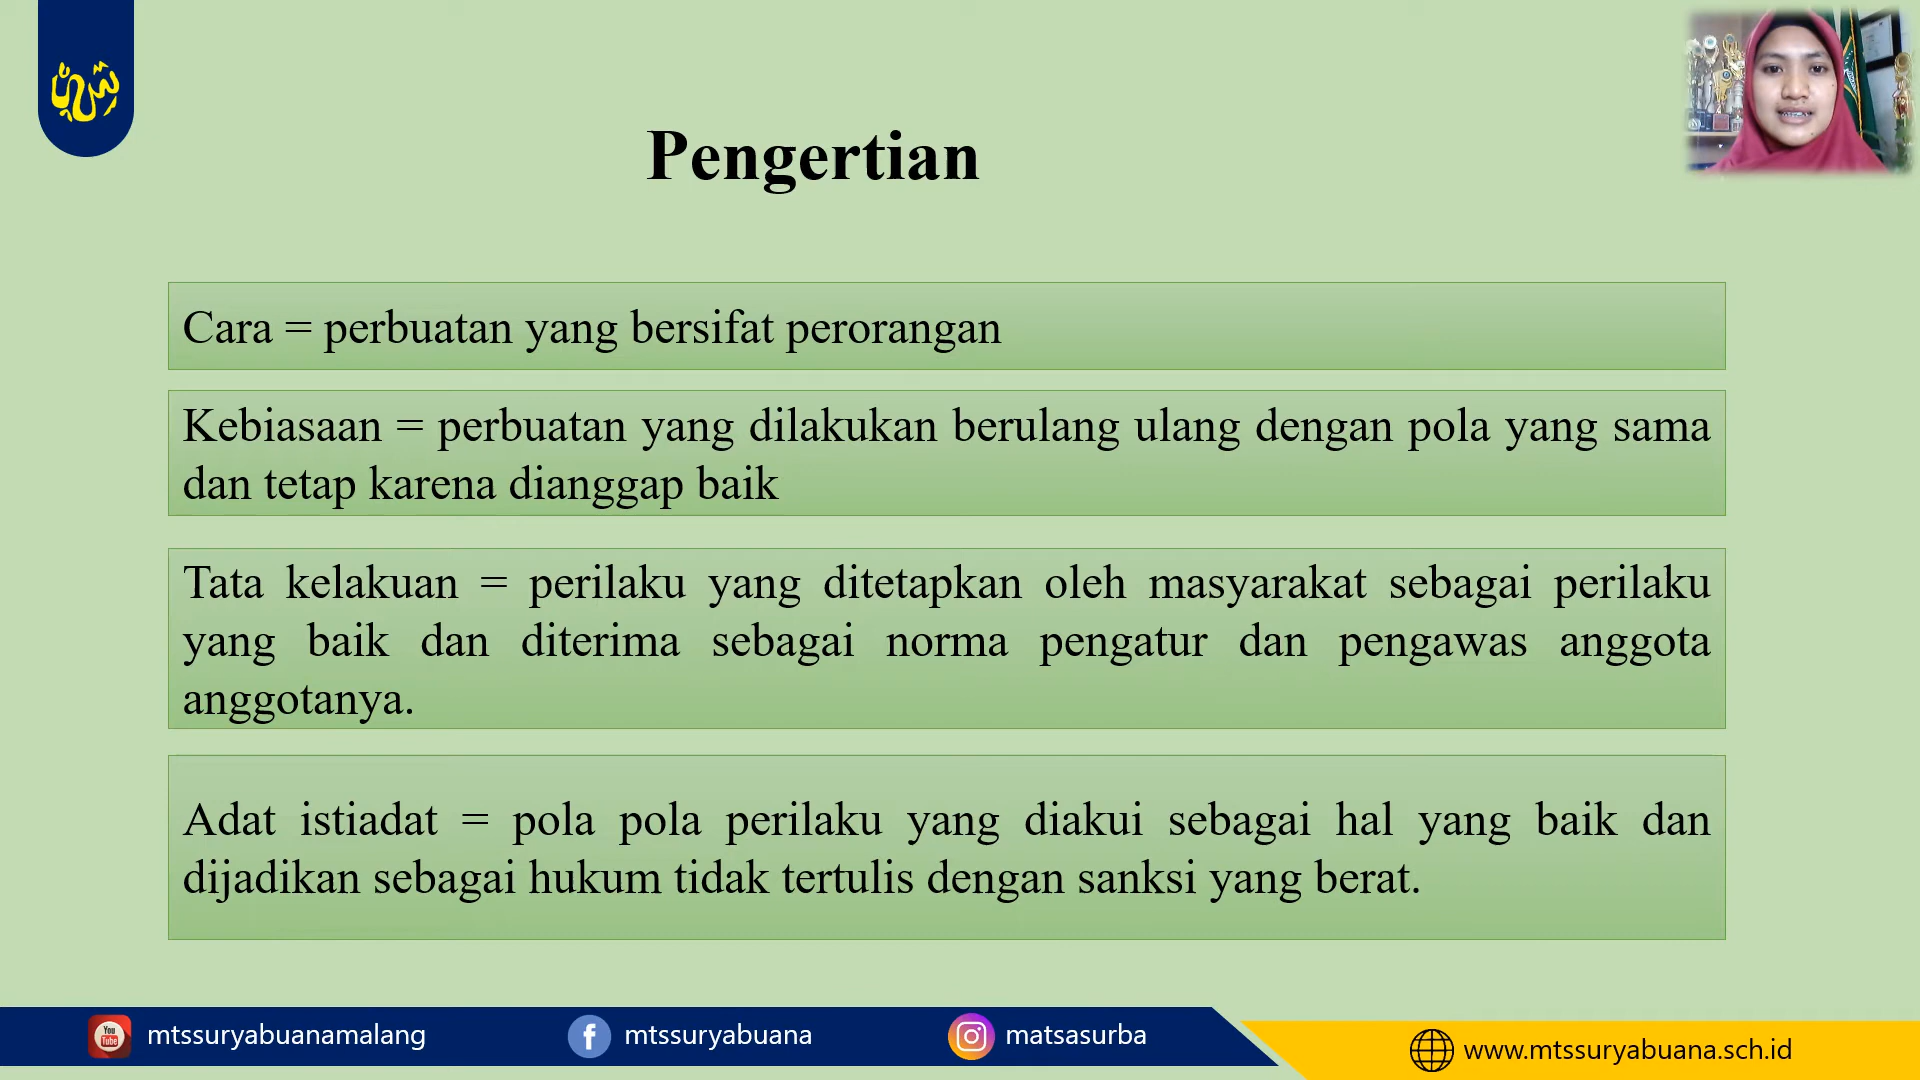 Pengertian
Cara = perbuatan yang bersifat perorangan
Kebiasaan = perbuatan yang dilakukan berulang ulang dengan pola yang sama
dan tetap karena dianggap baik
Tata kelakuan = perilaku yang ditetapkan oleh masyarakat sebagai perilaku
yang baik dan diterima sebagai norma pengatur dan pengawas anggota
anggotanya.
Adat istiadat = pola pola perilaku yang diakui sebagai hal yang baik dan
dijadikan sebagai hukum tidak tertulis dengan sanksi yang berat.
You Tube mtssuryabuanamalang
mtssuryabuana
matsasurba
www.mtssuryabuana.sch.id